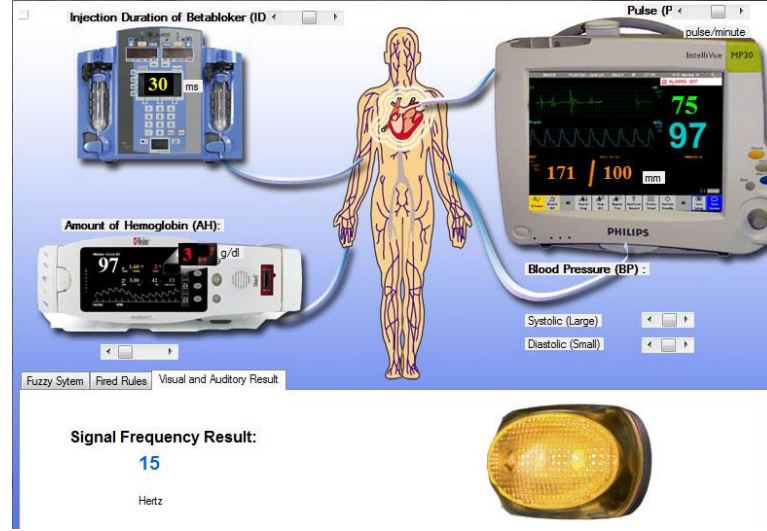 Injection Duration of Betabloker (ID
Pulse (P
pulse/minute
IntelliVue MP30
ALARMS OFF
30 ms
75
97
171 / 100 mm
PHILIPS
Amount of Hemoglobin (AH):
97
3 g/dl
Blood Pressure (BP) :
Systolic (Large)
Diastolic (Small)
Fuzzy Sytem Fired Rules Visual and Auditory Result
Signal Frequency Result:
15
Hertz